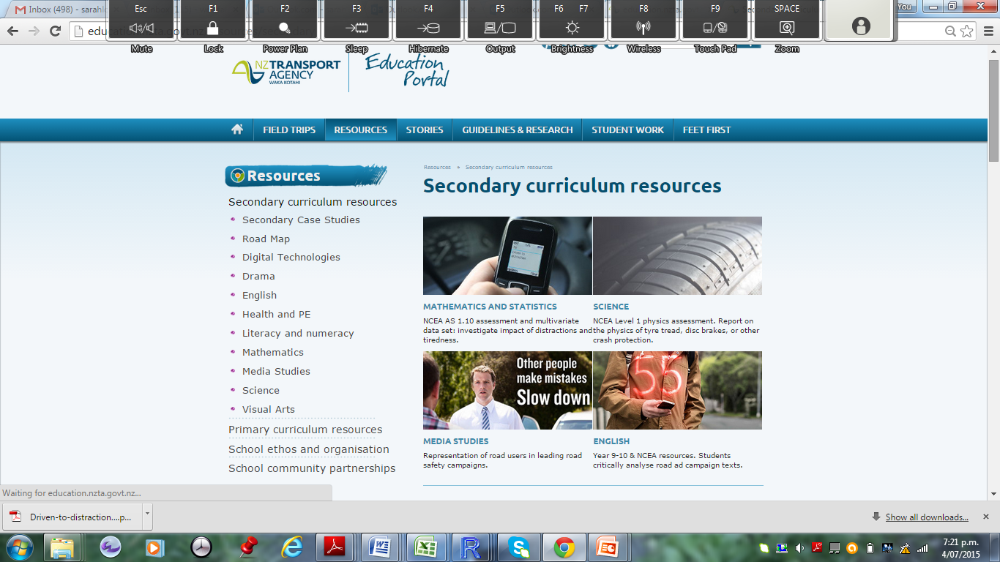 Inbox (498) - sarah
You
Esc F1 F2 F3 F4 F5 F6 F7 F8 F9 SPACE
Mute Lock Power Plan Sleep Hibernate Output Brightness Wireless Touch Pad Zoom
NZ TRANSPORT
AGENCY
WAKA KOTAHI
Education
Portal
FIELD TRIPS RESOURCES STORIES GUIDELINES & RESEARCH STUDENT WORK FEET FIRST
Resources
Secondary curriculum resources
Secondary Case Studies
Road Map
Digital Technologies
Drama
English
Health and PE
Literacy and numeracy
Mathematics
Media Studies
Science
Visual Arts
Primary curriculum resources
School ethos and organisation
School community partnerships
Resources » Secondary curriculum resources
Secondary curriculum resources
MATHEMATICS AND STATISTICS
NCEA AS 1.10 assessment and multivariate
data set: investigate impact of distractions and
tiredness.
SCIENCE
NCEA Level 1 physics assessment. Report on
the physics of tyre tread, disc brakes, or other
crash protection.
Other people
make mistakes
Slow down
55
MEDIA STUDIES
Representation of road users in leading road
safety campaigns.
ENGLISH
Year 9-10 & NCEA resources. Students
critically analyse road ad campaign texts.
Waiting for education.nzta.govt.nz...
Driven-to-distraction....p...
Show all downloads...
7:21 p.m.
4/07/2015